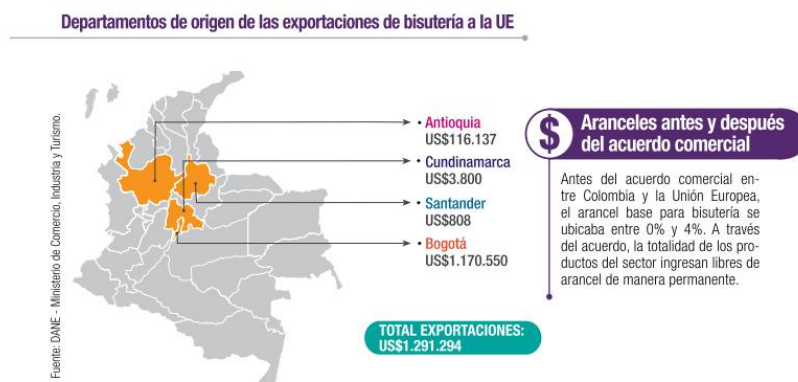 Departamentos de origen de las exportaciones de bisutería a la UE
Fuente: DANE - Ministerio de Comercio, Industria y Turismo.
• Antioquia
US$116.137
• Cundinamarca
US$3.800
• Santander
US$808
• Bogotá
US$1.170.550
TOTAL EXPORTACIONES:
US$1.291.294
$
Aranceles antes y después
del acuerdo comercial
Antes del acuerdo comercial en-
tre Colombia y la Unión Europea,
el arancel base para bisutería se
ubicaba entre 0% y 4%. A través
del acuerdo, la totalidad de los pro-
ductos del sector ingresan libres de
arancel de manera permanente.